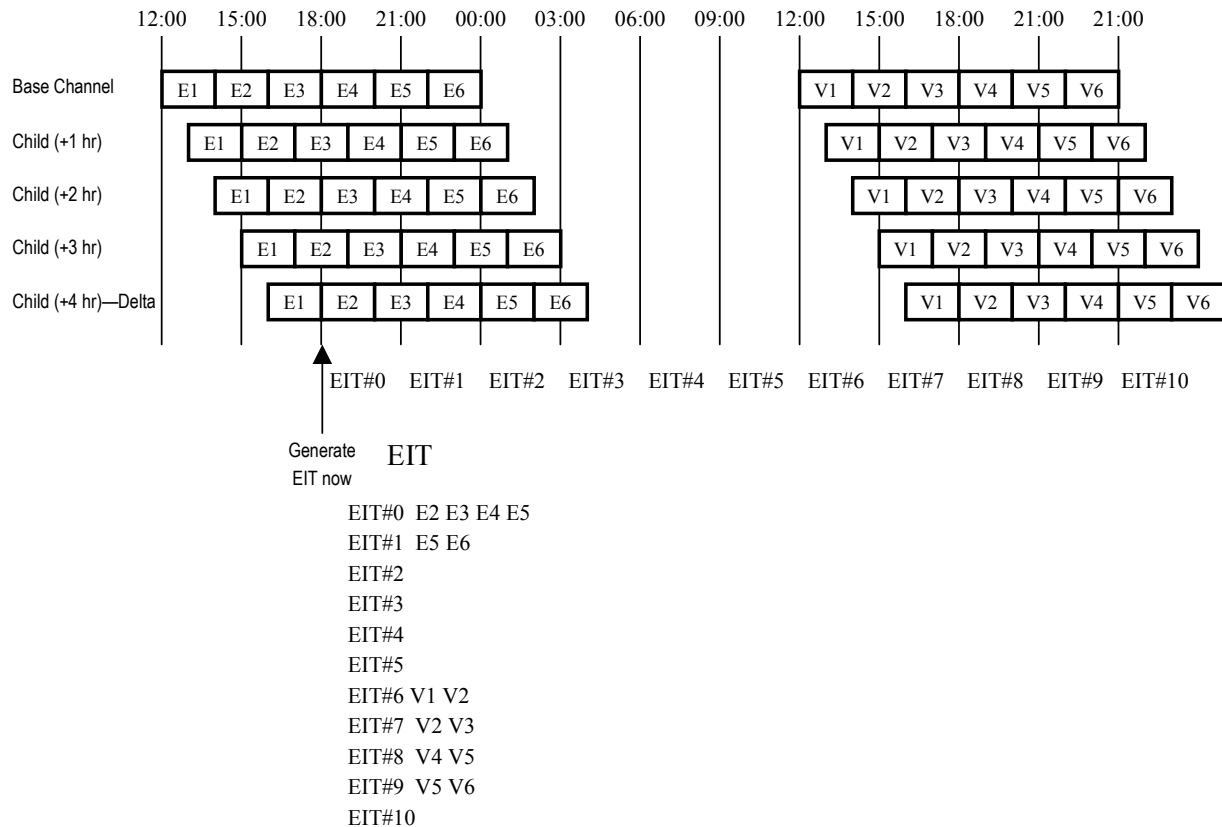 12:00 15:00 18:00 21:00 00:00 03:00 06:00 09:00 12:00 15:00 18:00 21:00 21:00
Base Channel E1 E2 E3 E4 E5 E6 V1 V2 V3 V4 V5 V6
Child (+1 hr) E1 E2 E3 E4 E5 E6 V1 V2 V3 V4 V5 V6
Child (+2 hr) E1 E2 E3 E4 E5 E6 V1 V2 V3 V4 V5 V6
Child (+3 hr) E1 E2 E3 E4 E5 E6 V1 V2 V3 V4 V5 V6
Child (+4 hr)—Delta E1 E2 E3 E4 E5 E6 V1 V2 V3 V4 V5 V6
EIT#0 EIT#1 EIT#2 EIT#3 EIT#4 EIT#5 EIT#6 EIT#7 EIT#8 EIT#9 EIT#10
Generate
EIT now
EIT
EIT#0 E2 E3 E4 E5
EIT#1 E5 E6
EIT#2
EIT#3
EIT#4
EIT#5
EIT#6 V1 V2
EIT#7 V2 V3
EIT#8 V4 V5
EIT#9 V5 V6
EIT#10